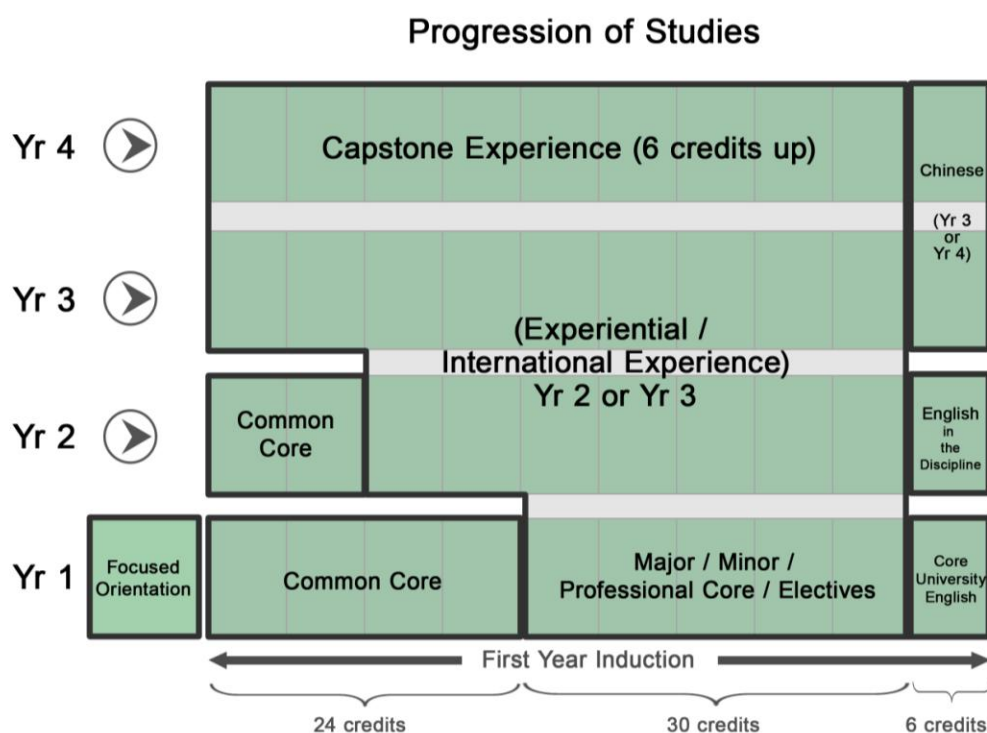 Progression of Studies
Yr 4
Capstone Experience (6 credits up)
Chinese
(Yr 3
or
Yr 4)
Yr 3
(Experiential /
International Experience)
Yr 2 or Yr 3
Yr 2
Common
Core
English
in
the
Discipline
Yr 1
Focused
Orientation
Common Core
Major / Minor /
Professional Core / Electives
Core
University
English
First Year Induction
24 credits
30 credits
6 credits